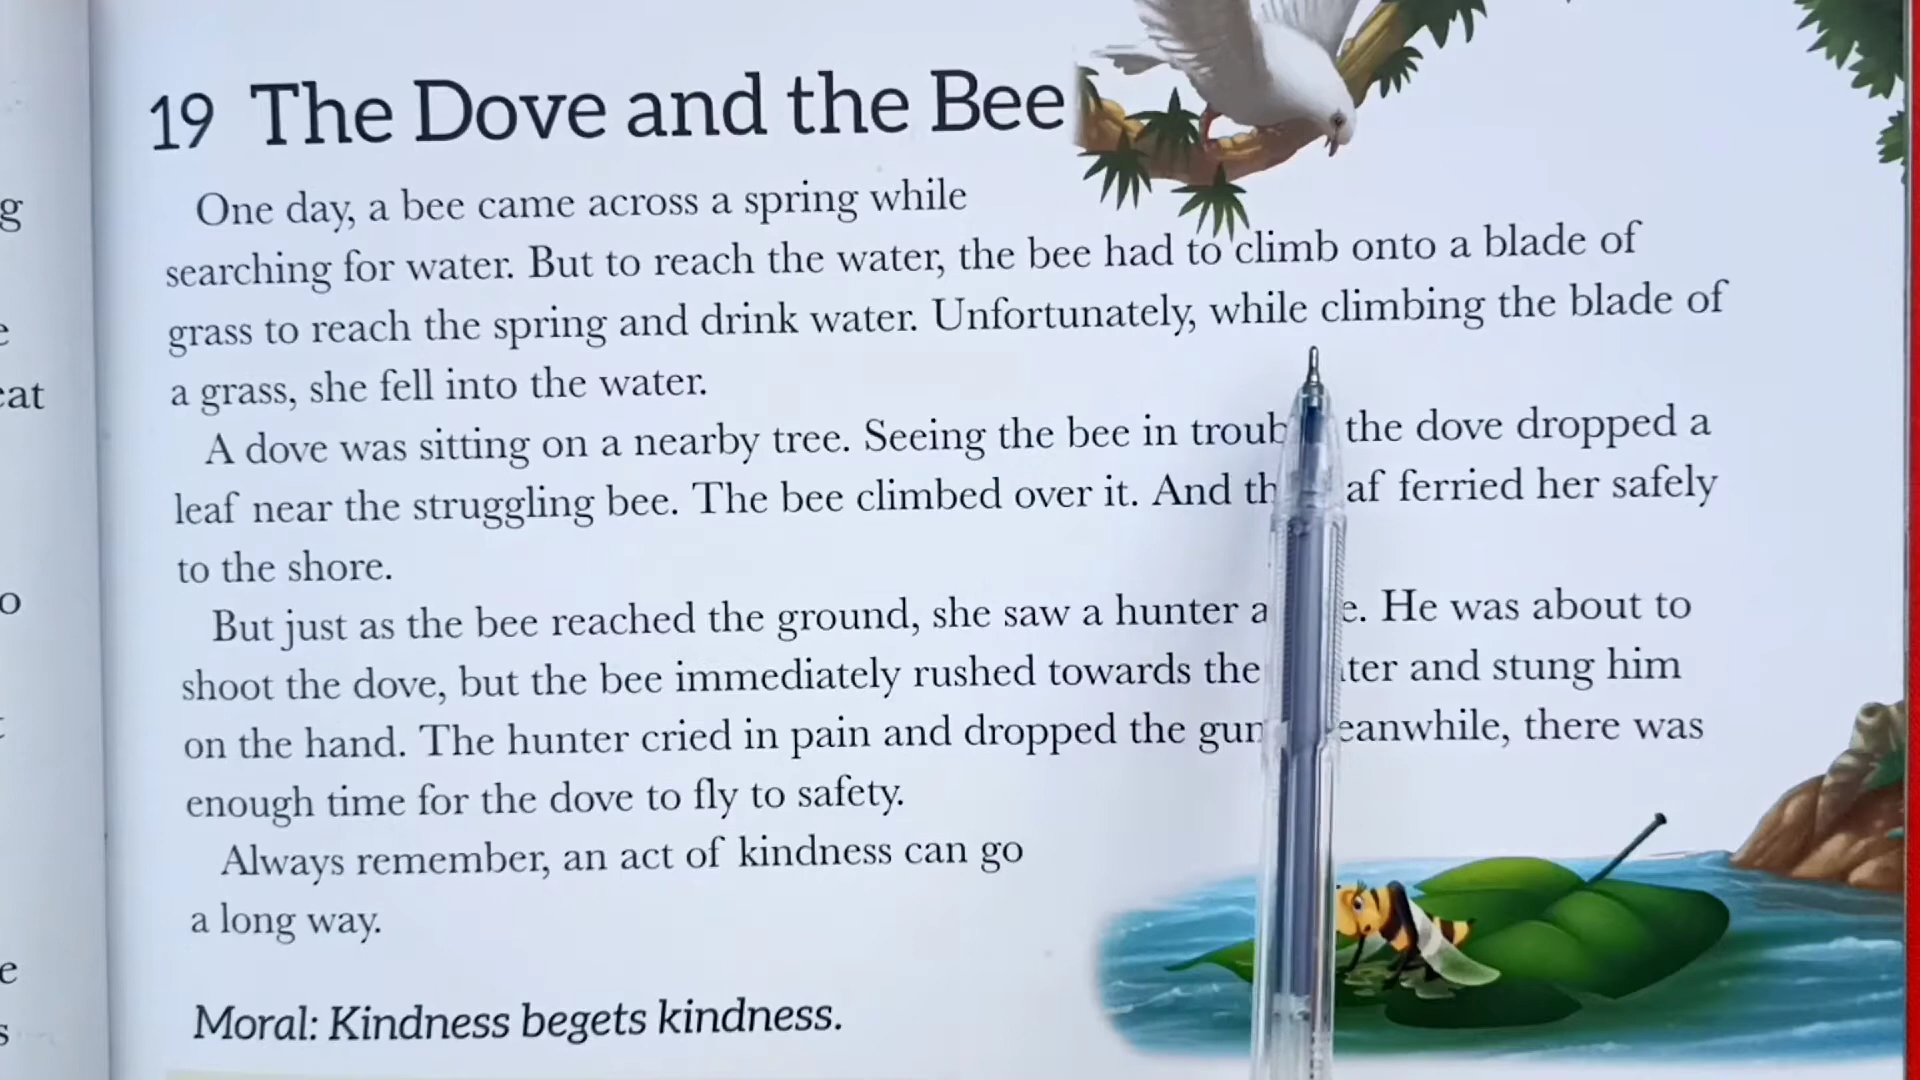 19 The Dove and the Bee
One day, a bee came across a spring while
searching for water. But to reach the water, the bee had to climb onto a blade of
grass to reach the spring and drink water. Unfortunately, while climbing the blade of
a grass, she fell into the water.
A dove was sitting on a nearby tree. Seeing the bee in the dove dropped a
leaf near the struggling bee. The bee climbed over it. And ferried her safely
to the shore.
But just as the bee reached the ground, she saw a hunter He was about to
shoot the dove, but the bee immediately rushed towards the and stung him
on the hand. The hunter cried in pain and dropped the there was
enough time for the dove to fly to safety.
Always remember, an act of kindness can go
a long way.
Moral: Kindness begets kindness.